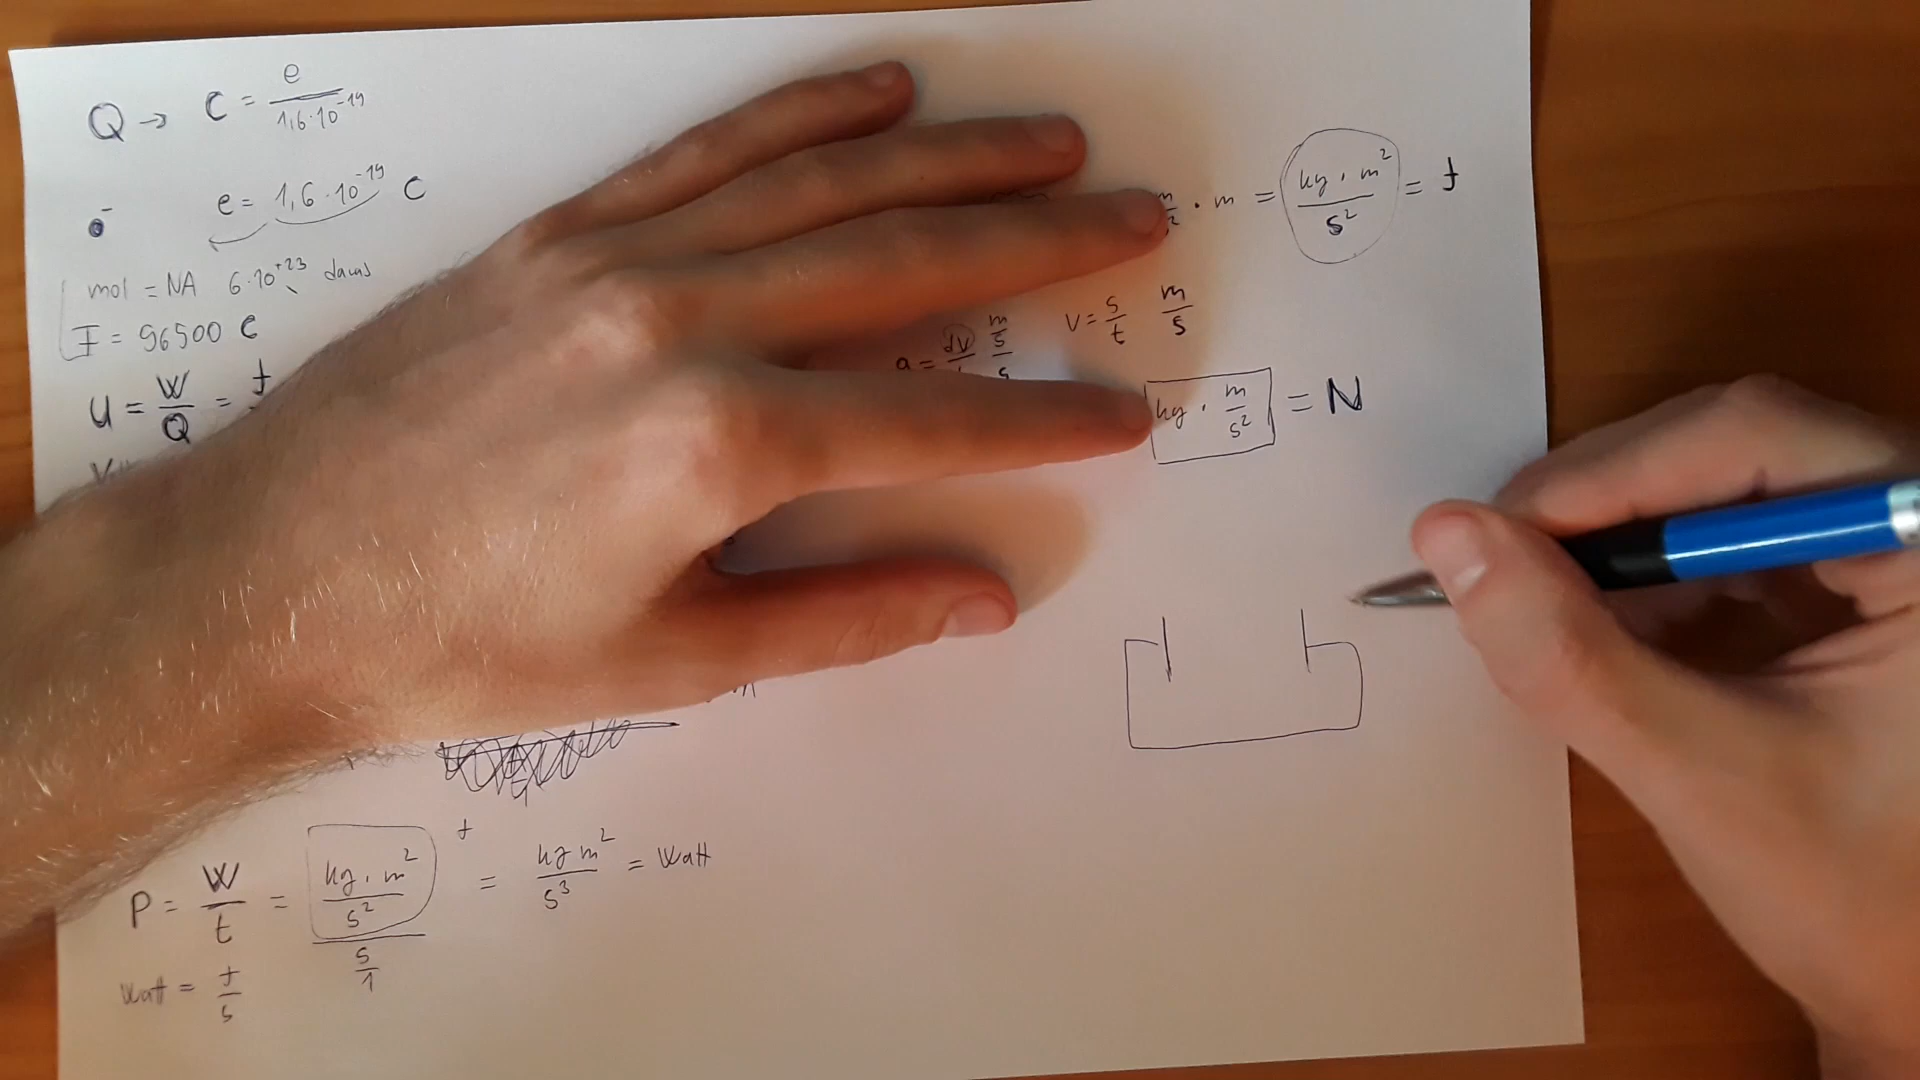 Q → C = e / 1,6·10^-19
e = 1,6·10^-19 C
mol = NA 6·10^+23
F = 96500 C
U = W / Q = J
· m = kg · m² / s² = J
v = s / t m / s
a = dv m / s
kg · m / s² = N
P = W / t = kg · m² / s² J / s / 1 = kg m² / s³ = Watt
Watt = J / s